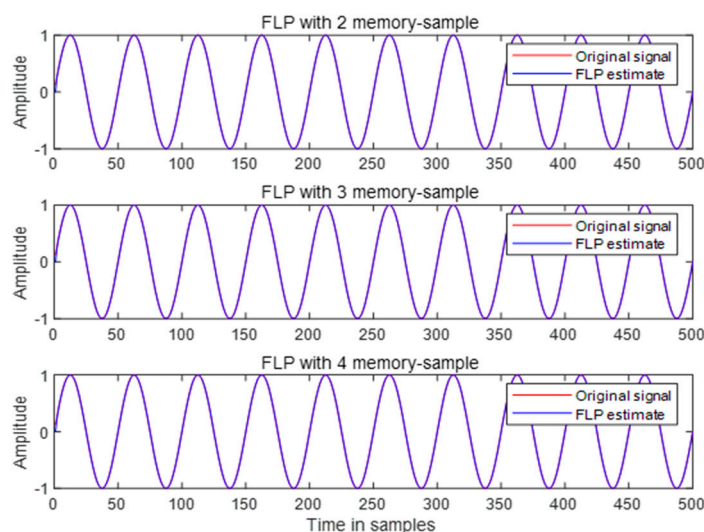 FLP with 2 memory-sample
1
0
-1
Amplitude
Original signal
FLP estimate
0 50 100 150 200 250 300 350 400 450 500
FLP with 3 memory-sample
1
0
-1
Amplitude
Original signal
FLP estimate
0 50 100 150 200 250 300 350 400 450 500
FLP with 4 memory-sample
1
0
-1
Amplitude
Original signal
FLP estimate
0 50 100 150 200 250 300 350 400 450 500
Time in samples